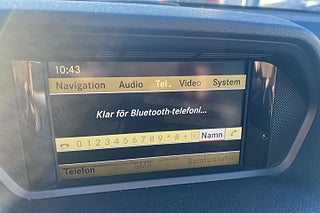 10:43
Navigation Audio Tel. Video System
Klar för Bluetooth-telefoni...
0 1 2 3 4 5 6 7 8 9 * # + C Namn
Telefon SMS Samtalslistor